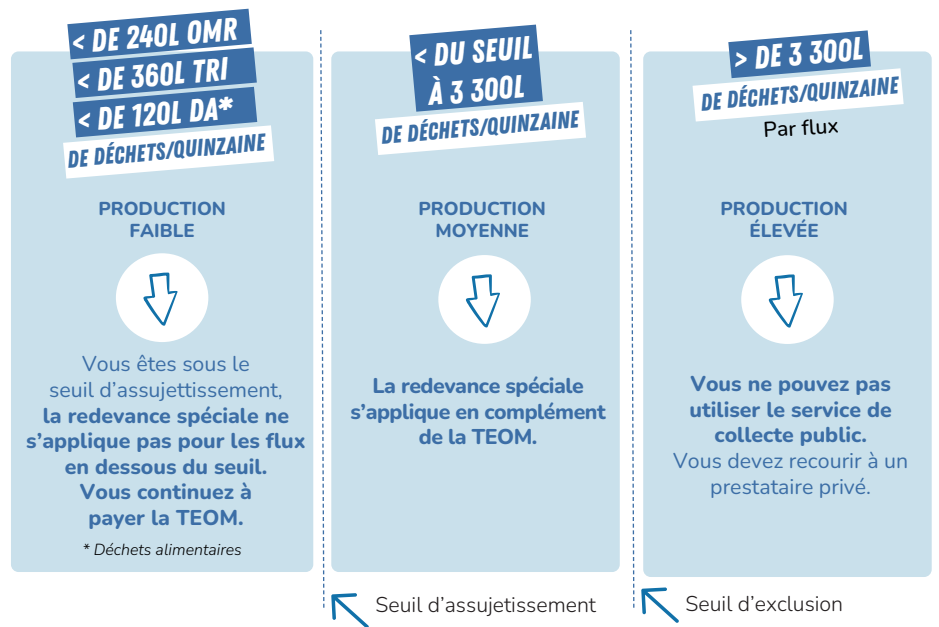 < DE 240L OMR
< DE 360L TRI
< DE 120L DA*
DE DÉCHETS/QUINZAINE
PRODUCTION
FAIBLE
Vous êtes sous le
seuil d'assujettissement,
la redevance spéciale ne
s'applique pas pour les flux
en dessous du seuil.
Vous continuez à
payer la TEOM.
* Déchets alimentaires
< DU SEUIL
À 3 300L
DE DÉCHETS/QUINZAINE
PRODUCTION
MOYENNE
La redevance spéciale
s'applique en complément
de la TEOM.
> DE 3 300L
DE DÉCHETS/QUINZAINE
Par flux
PRODUCTION
ÉLEVÉE
Vous ne pouvez pas
utiliser le service de
collecte public.
Vous devez recourir à un
prestataire privé.
Seuil d'assujetissement
Seuil d'exclusion